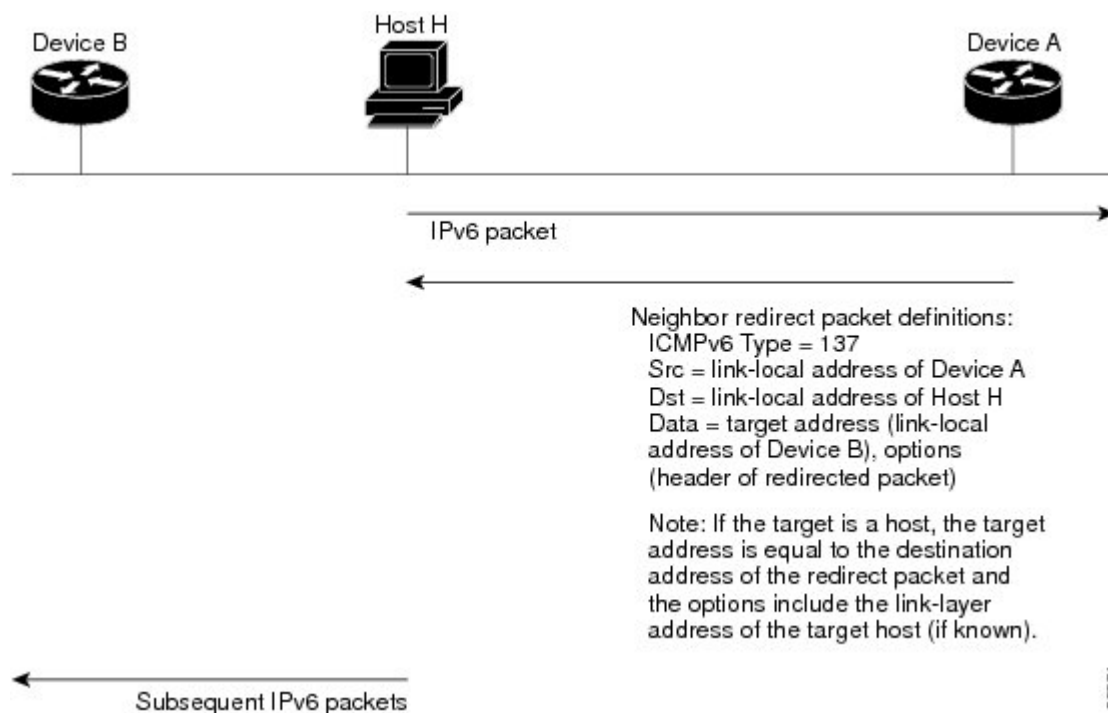 Device B
Host H
Device A
IPv6 packet
Neighbor redirect packet definitions:
ICMPv6 Type = 137
Src = link-local address of Device A
Dst = link-local address of Host H
Data = target address (link-local
address of Device B), options
(header of redirected packet)
Note: If the target is a host, the target
address is equal to the destination
address of the redirect packet and
the options include the link-layer
address of the target host (if known).
Subsequent IPv6 packets